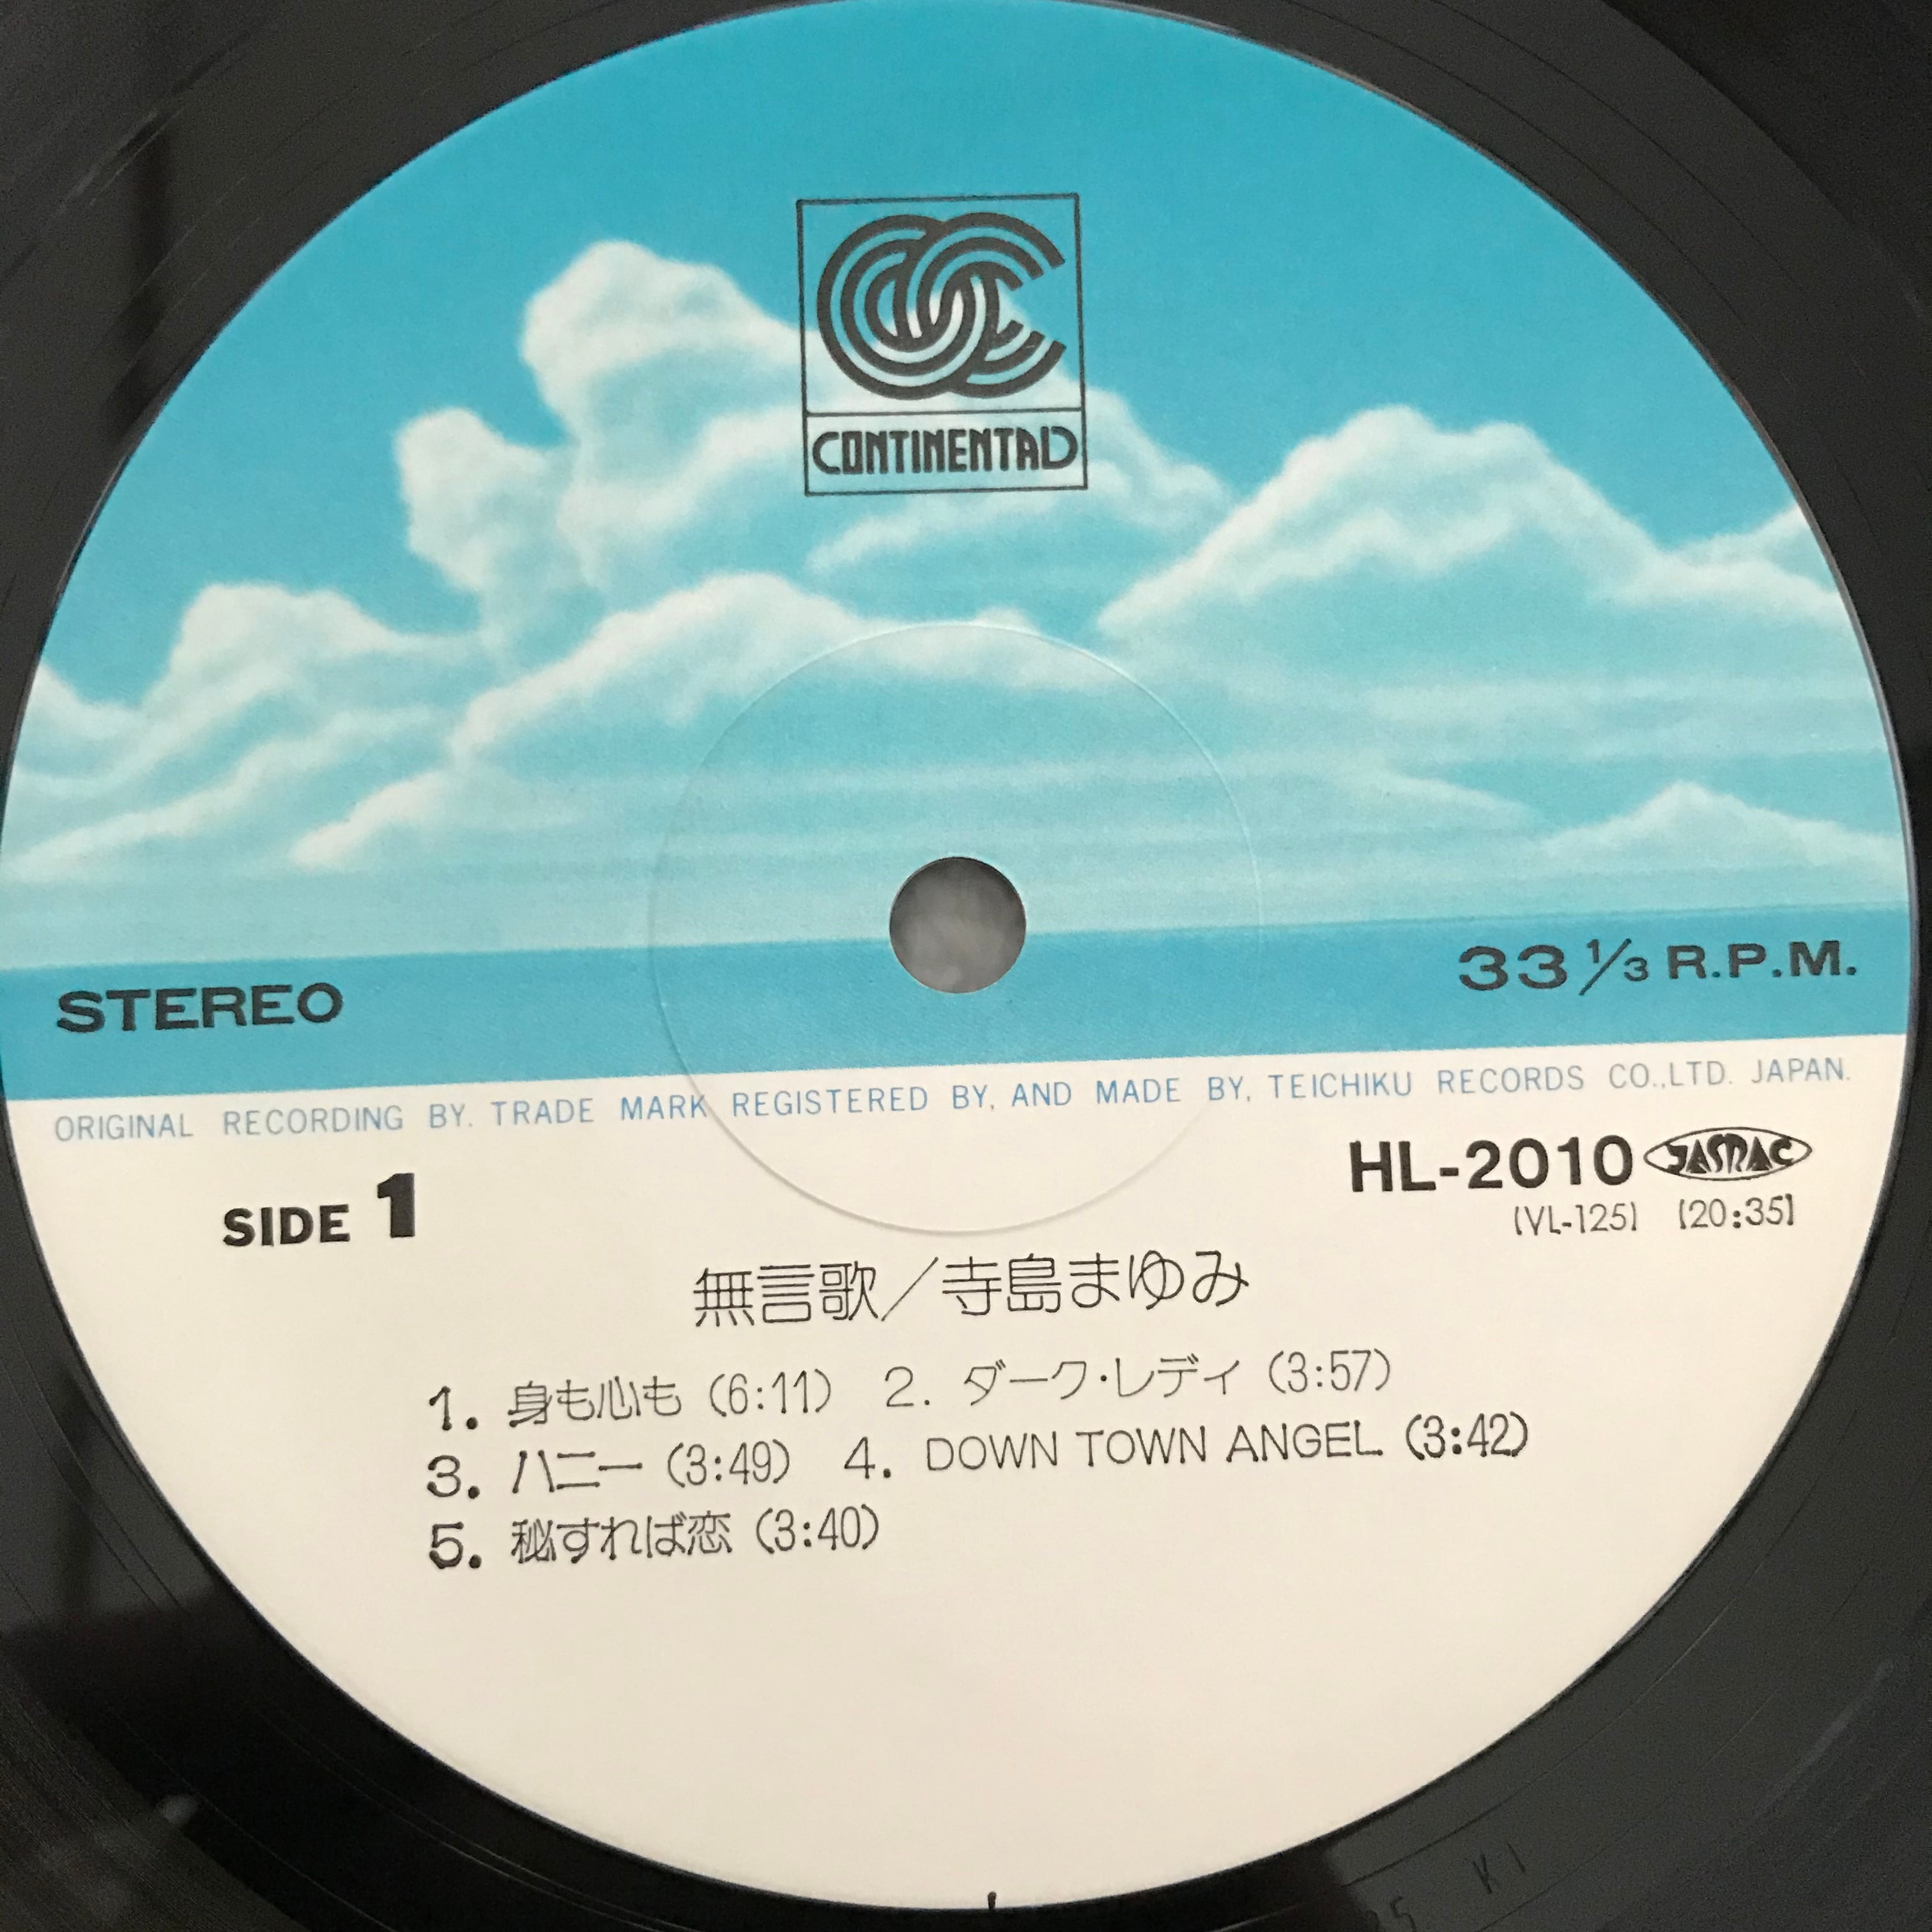 CONTINENTAL
STEREO
33 1/3 R.P.M.
ORIGINAL RECORDING BY. TRADE MARK REGISTERED BY, AND MADE BY, TEICHIKU RECORDS CO.,LTD. JAPAN.
SIDE 1
HL-2010 JASRAC
(VL-125) (20:35)
無言歌／寺島まゆみ
1. 身も心も (6:11) 2. ダーク・レディ (3:57)
3. ハニー (3:49) 4. DOWN TOWN ANGEL (3:42)
5. 秘すれば恋 (3:40)